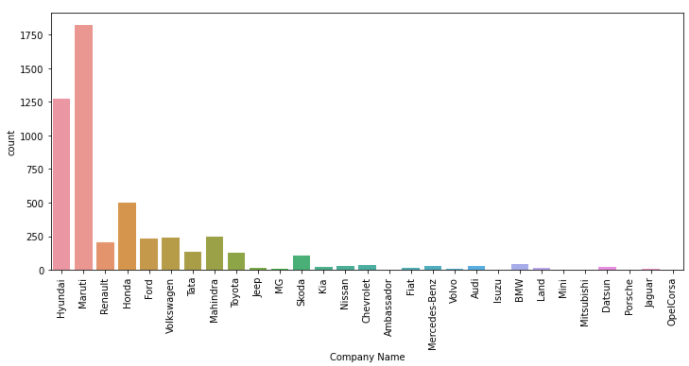 1750
1500
1250
1000
750
500
250
0
count
Hyundai
Maruti
Renault
Honda
Ford
Volkswagen
Tata
Mahindra
Toyota
Jeep
MG
Skoda
Kia
Nissan
Chevrolet
Ambassador
Fiat
Mercedes-Benz
Volvo
Audi
Isuzu
BMW
Land
Mini
Mitsubishi
Datsun
Porsche
Jaguar
OpelCorsa
Company Name